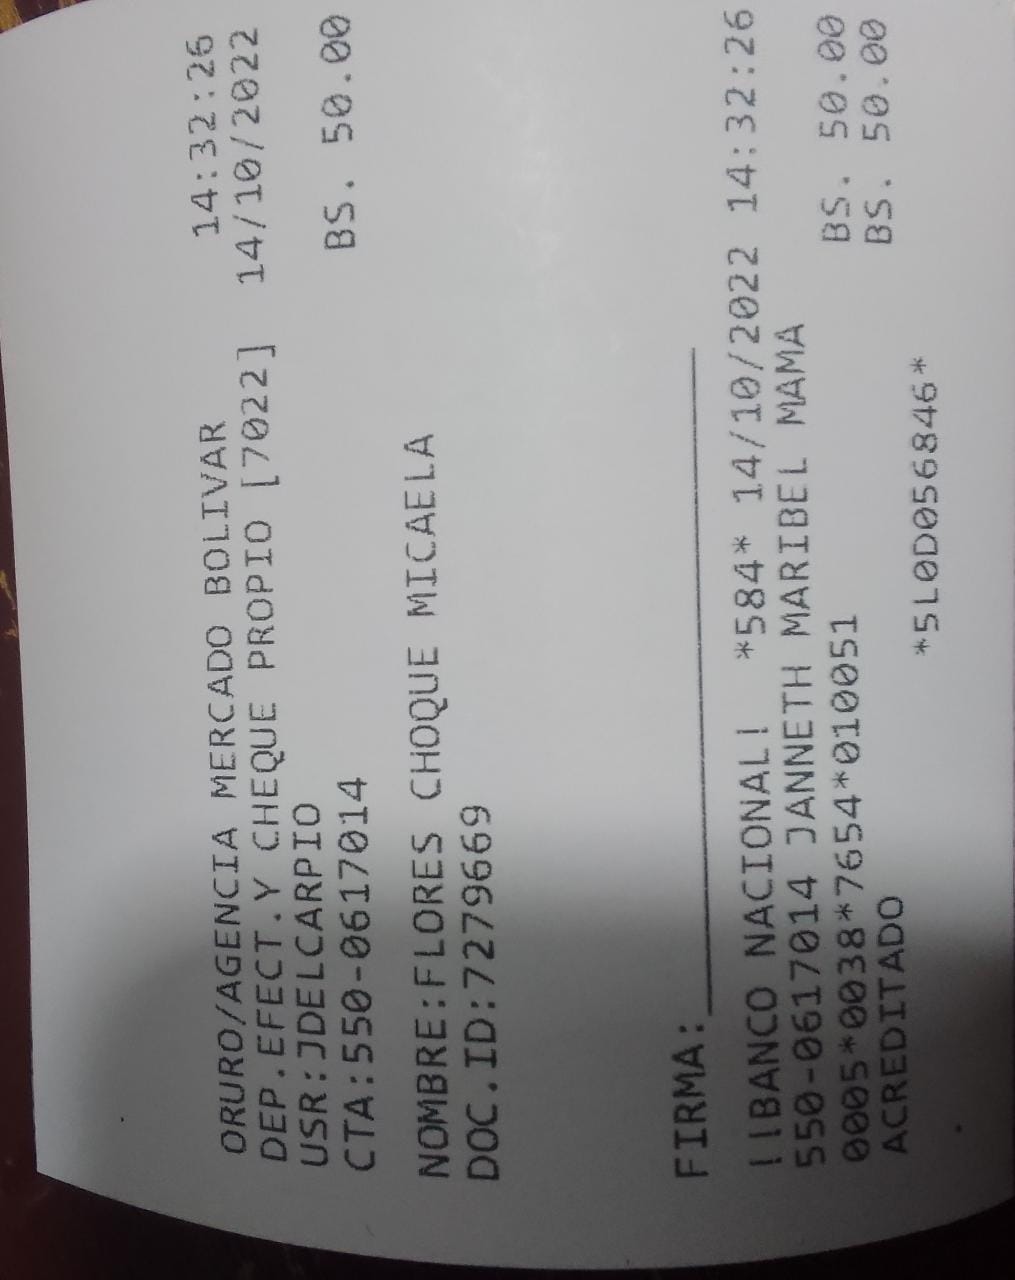 ORURO/AGENCIA MERCADO BOLIVAR 14:32:26
DEP.EFECT.Y CHEQUE PROPIO [7022] 14/10/2022
USR:JDELCARPIO
CTA:550-0617014 BS. 50.00
NOMBRE:FLORES CHOQUE MICAELA
DOC.ID:7279669
FIRMA:
||BANCO NACIONAL| *584* 14/10/2022 14:32:26
550-0617014 JANNETH MARIBEL MAMA
0005*0038*7654*010051 BS. 50.00
ACREDITADO BS. 50.00
*5L0D056846*